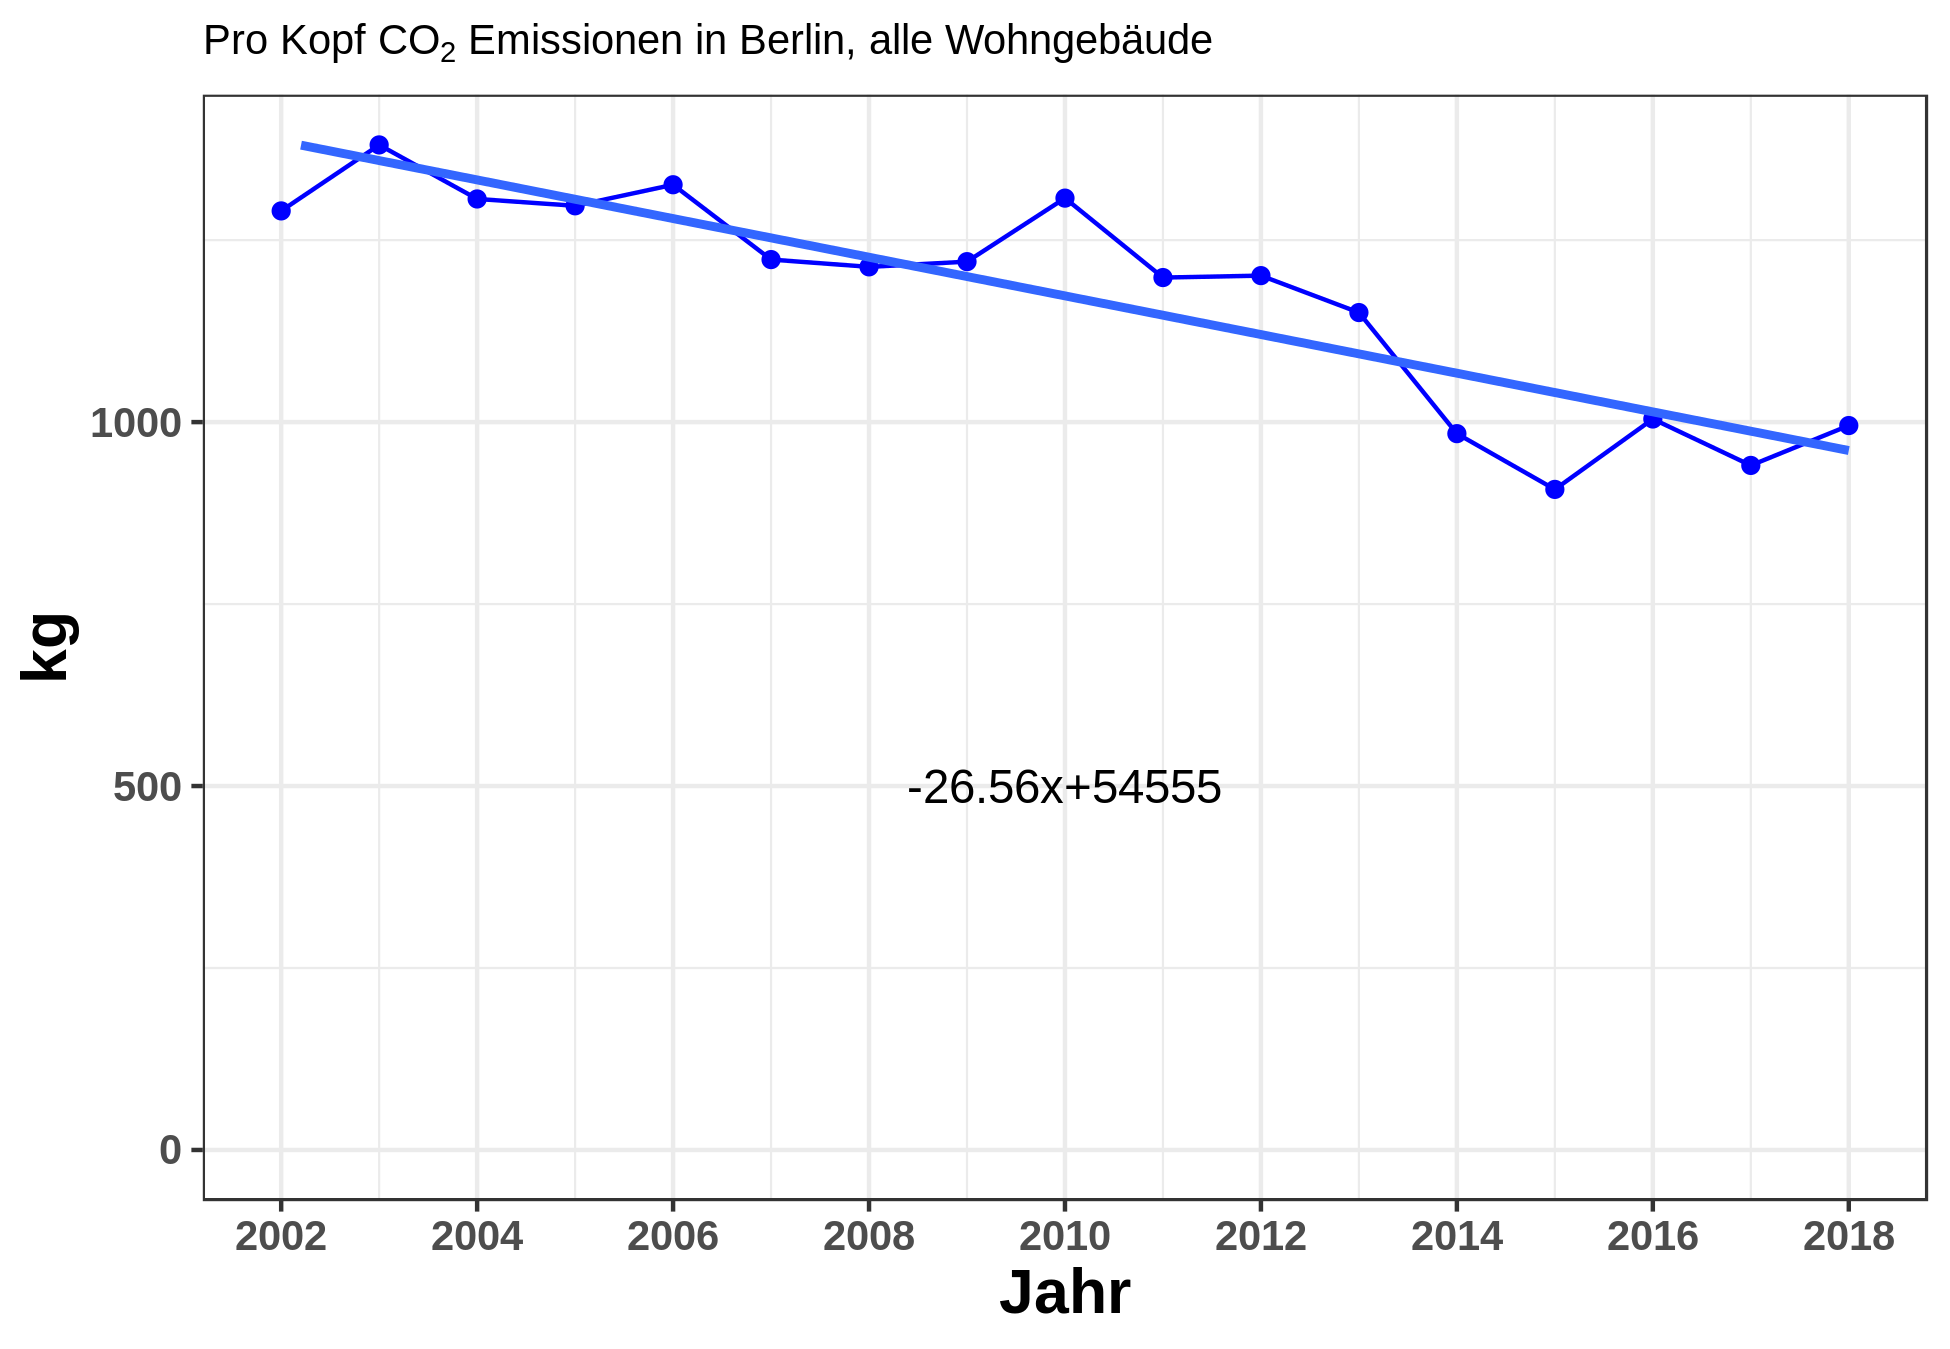 Pro Kopf CO₂ Emissionen in Berlin, alle Wohngebäude
kg
1000
500
0
-26.56x+54555
2002 2004 2006 2008 2010 2012 2014 2016 2018
Jahr